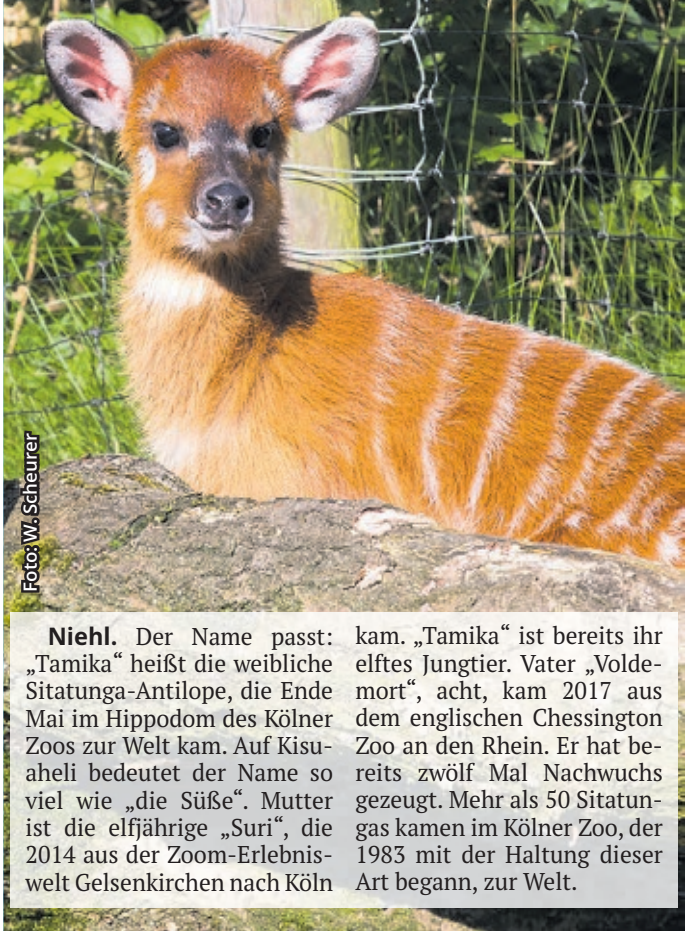 Foto: W. Scheurer
Niehl. Der Name passt:
„Tamika“ heißt die weibliche
Sitatunga-Antilope, die Ende
Mai im Hippodom des Kölner
Zoos zur Welt kam. Auf Kisu-
aheli bedeutet der Name so
viel wie „die Süße“. Mutter
ist die elfjährige „Suri“, die
2014 aus der Zoom-Erlebnis-
welt Gelsenkirchen nach Köln
kam. „Tamika“ ist bereits ihr
elftes Jungtier. Vater „Volde-
mort“, acht, kam 2017 aus
dem englischen Chessington
Zoo an den Rhein. Er hat be-
reits zwölf Mal Nachwuchs
gezeugt. Mehr als 50 Sitatun-
gas kamen im Kölner Zoo, der
1983 mit der Haltung dieser
Art begann, zur Welt.